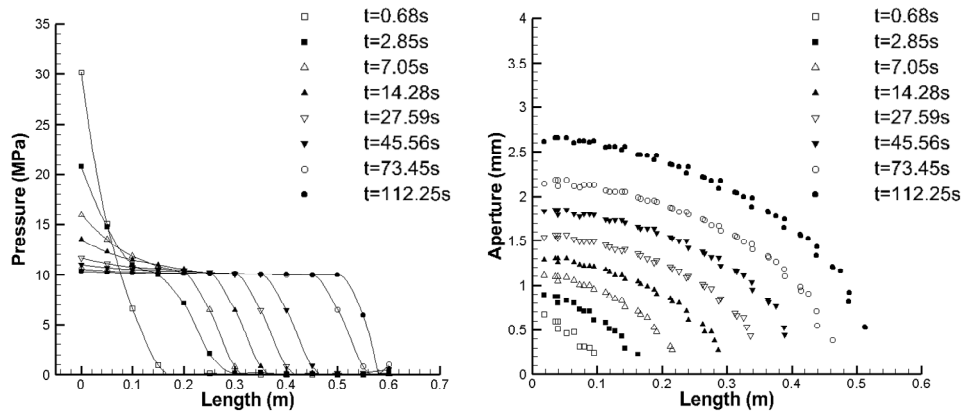 35
30
25
20
15
10
5
0
Pressure (MPa)
0
0.1
0.2
0.3
0.4
0.5
0.6
0.7
Length (m)
t=0.68s
t=2.85s
t=7.05s
t=14.28s
t=27.59s
t=45.56s
t=73.45s
t=112.25s
4
3.5
3
2.5
2
1.5
1
0.5
0
Aperture (mm)
0
0.1
0.2
0.3
0.4
0.5
0.6
Length (m)
t=0.68s
t=2.85s
t=7.05s
t=14.28s
t=27.59s
t=45.56s
t=73.45s
t=112.25s